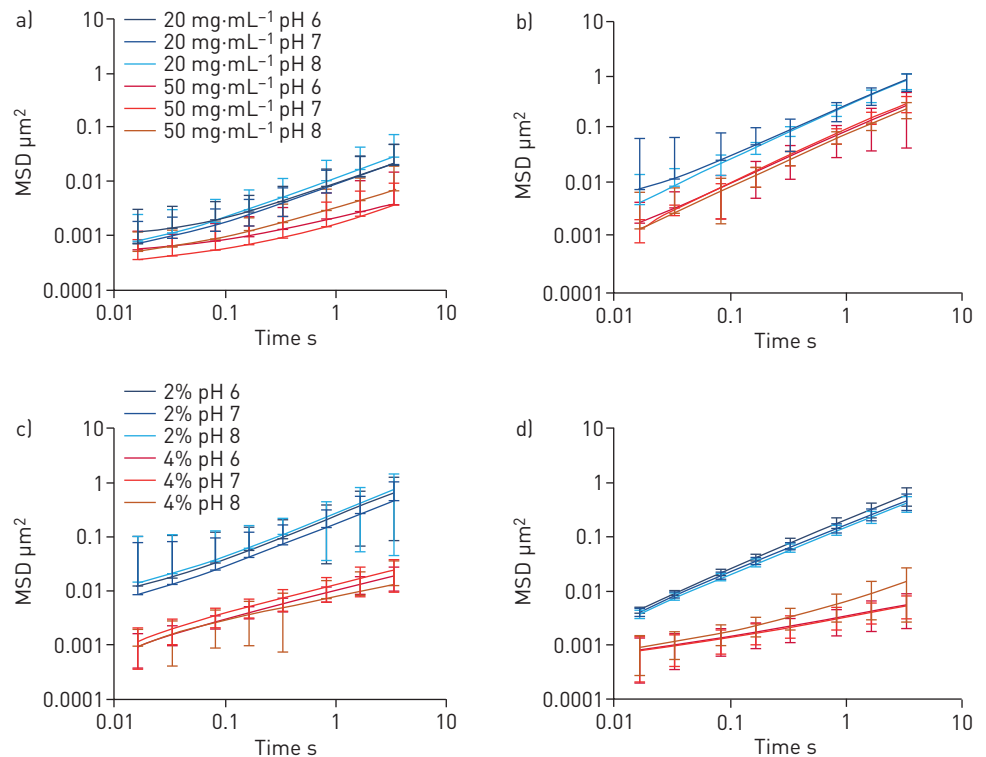 a)
20 mg·mL⁻¹ pH 6
20 mg·mL⁻¹ pH 7
20 mg·mL⁻¹ pH 8
50 mg·mL⁻¹ pH 6
50 mg·mL⁻¹ pH 7
50 mg·mL⁻¹ pH 8
10
1
0.1
0.01
0.001
0.0001
MSD µm²
0.01
0.1
1
10
Time s
b)
10
1
0.1
0.01
0.001
0.0001
MSD µm²
0.01
0.1
1
10
Time s
c)
2% pH 6
2% pH 7
2% pH 8
4% pH 6
4% pH 7
4% pH 8
10
1
0.1
0.01
0.001
0.0001
MSD µm²
0.01
0.1
1
10
Time s
d)
10
1
0.1
0.01
0.001
0.0001
MSD µm²
0.01
0.1
1
10
Time s